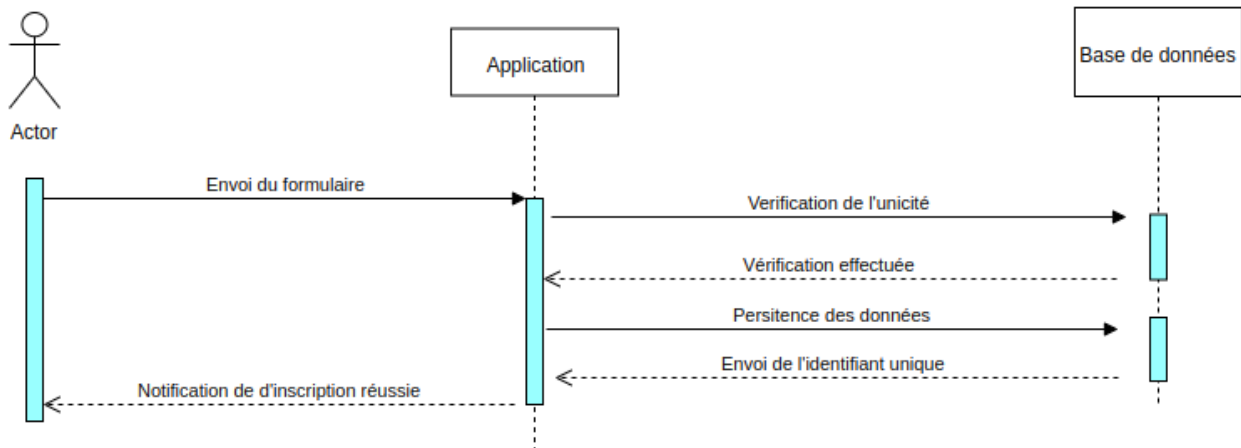 Application
Base de données
Actor
Envoi du formulaire
Verification de l'unicité
Vérification effectuée
Persitence des données
Envoi de l'identifiant unique
Notification de d'inscription réussie